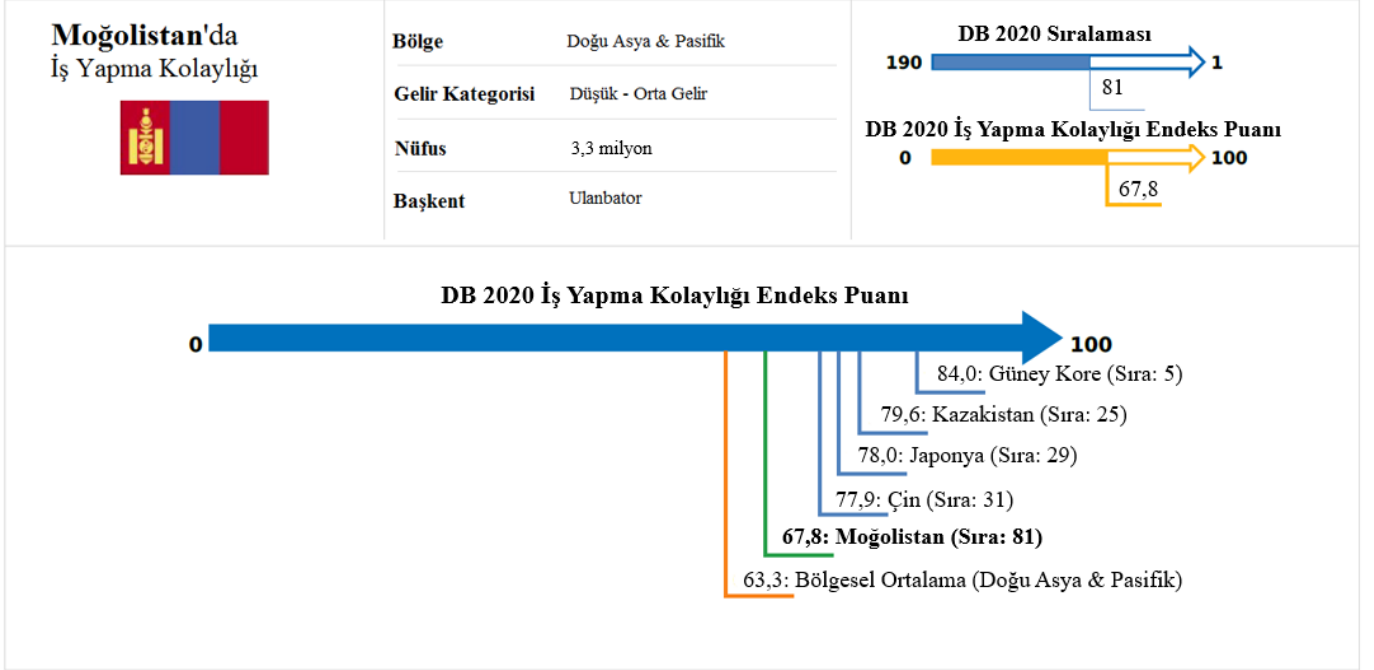 Moğolistan'da
İş Yapma Kolaylığı
Bölge Doğu Asya & Pasifik
Gelir Kategorisi Düşük - Orta Gelir
Nüfus 3,3 milyon
Başkent Ulanbator
DB 2020 Sıralaması
190 1
81
DB 2020 İş Yapma Kolaylığı Endeks Puanı
0 100
67,8
DB 2020 İş Yapma Kolaylığı Endeks Puanı
0 100
84,0: Güney Kore (Sıra: 5)
79,6: Kazakistan (Sıra: 25)
78,0: Japonya (Sıra: 29)
77,9: Çin (Sıra: 31)
67,8: Moğolistan (Sıra: 81)
63,3: Bölgesel Ortalama (Doğu Asya & Pasifik)